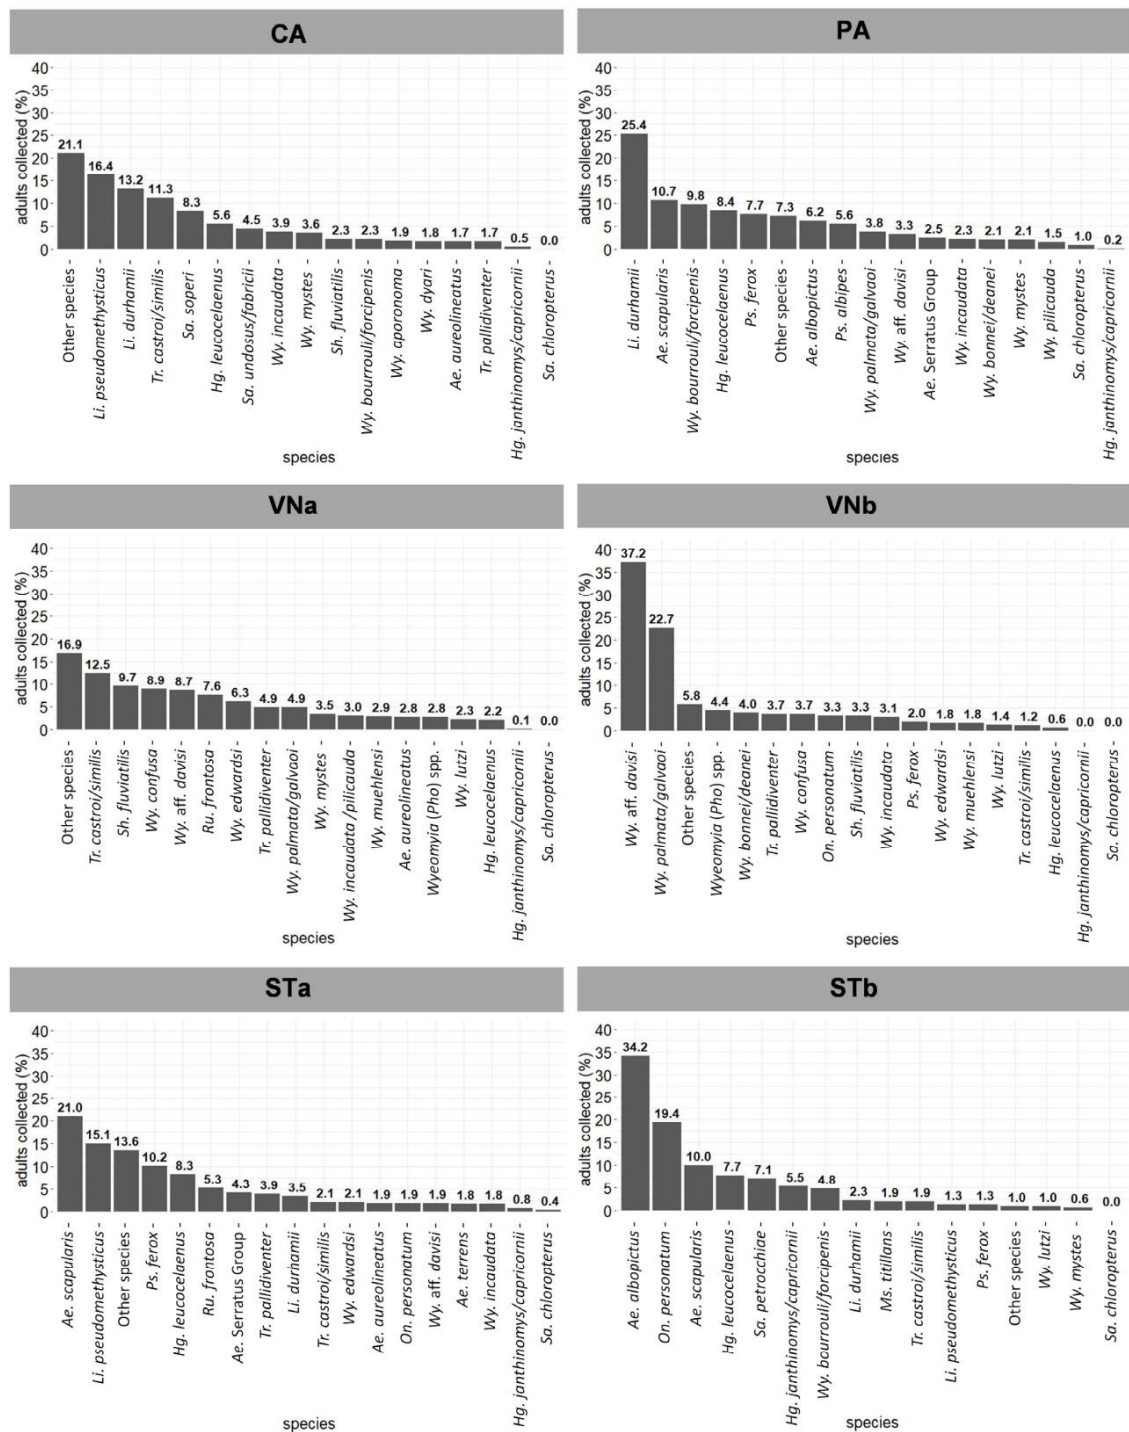 CA
adults collected (%)
40
35
30
25
20
15
10
5
0
21.1
16.4
13.2
11.3
8.3
5.6
4.5
3.9
3.6
2.3
2.3
1.9
1.8
1.7
1.7
0.5
0.0
Other species
Li. pseudomethysticus
Li. durhamii
Tr. castroi/similis
Sa. soperi
Hg. leucocelaenus
Sa. undosus/fabricii
Wy. incaudata
Wy. mystes
Sh. fluviatilis
Wy. bourrouli/forcipenis
Wy. aporonoma
Wy. dyari
Ae. aureolineatus
Tr. pallidiventer
Hg. janthinomys/capricornii
Sa. chloropterus
species
PA
adults collected (%)
40
35
30
25
20
15
10
5
0
25.4
10.7
9.8
8.4
7.7
7.3
6.2
5.6
3.8
3.3
2.5
2.3
2.1
2.1
1.5
1.0
0.2
Li. durhamii
Ae. scapularis
Wy. bourrouli/forcipenis
Hg. leucocelaenus
Ps. ferox
Other species
Ae. albopictus
Ps. albipes
Wy. palmata/galvaoi
Wy. aff. davisi
Ae. Serratus Group
Wy. incaudata
Wy. bonnei/deanei
Wy. mystes
Wy. pilicauda
Sa. chloropterus
Hg. janthinomys/capricornii
species
VNa
adults collected (%)
40
35
30
25
20
15
10
5
0
16.9
12.5
9.7
8.9
8.7
7.6
6.3
4.9
4.9
3.5
3.0
2.9
2.8
2.8
2.3
2.2
0.1
0.0
Other species
Tr. castroi/similis
Sh. fluviatilis
Wy. confusa
Wy. aff. davisi
Ru. frontosa
Wy. edwardsi
Tr. pallidiventer
Wy. palmata/galvaoi
Wy. mystes
Wy. incaudata /pilicauda
Wy. muehlensi
Ae. aureolineatus
Wyeomyia (Pho) spp.
Wy. lutzi
Hg. leucocelaenus
Hg. janthinomys/capricornii
Sa. chloropterus
species
VNb
adults collected (%)
40
35
30
25
20
15
10
5
0
37.2
22.7
5.8
4.4
4.0
3.7
3.7
3.3
3.3
3.1
2.0
1.8
1.8
1.4
1.2
0.6
0.0
0.0
Wy. aff. davisi
Wy. palmata/galvaoi
Other species
Wyeomyia (Pho) spp.
Wy. bonnei/deanei
Tr. pallidiventer
Wy. confusa
On. personatum
Sh. fluviatilis
Wy. incaudata
Ps. ferox
Wy. edwardsi
Wy. muehlensi
Wy. lutzi
Tr. castroi/similis
Hg. leucocelaenus
Hg. janthinomys/capricornii
Sa. chloropterus
species
STa
adults collected (%)
40
35
30
25
20
15
10
5
0
21.0
15.1
13.6
10.2
8.3
5.3
4.3
3.9
3.5
2.1
2.1
1.9
1.9
1.9
1.8
1.8
0.8
0.4
Ae. scapularis
Li. pseudomethysticus
Other species
Ps. ferox
Hg. leucocelaenus
Ru. frontosa
Ae. Serratus Group
Tr. pallidiventer
Li. durhamii
Tr. castroi/similis
Wy. edwardsi
Ae. aureolineatus
On. personatum
Wy. aff. davisi
Ae. terrens
Wy. incaudata
Hg. janthinomys/capricornii
Sa. chloropterus
species
STb
adults collected (%)
40
35
30
25
20
15
10
5
0
34.2
19.4
10.0
7.7
7.1
5.5
4.8
2.3
1.9
1.9
1.3
1.3
1.0
1.0
0.6
0.0
Ae. albopictus
On. personatum
Ae. scapularis
Hg. leucocelaenus
Sa. petrocchiae
Hg. janthinomys/capricornii
Wy. bourrouli/forcipenis
Li. durhamii
Ms. titillans
Tr. castroi/similis
Li. pseudomethysticus
Ps. ferox
Other species
Wy. lutzi
Wy. mystes
Sa. chloropterus
species